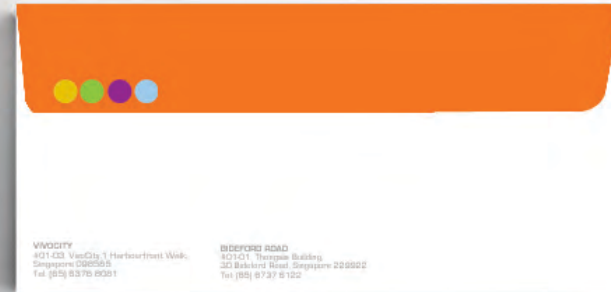 VIVOCITY
#01-03, VivoCity 1 Harbourfront Walk,
Singapore 098585
Tel: (65) 6376 8061
BIDEFORD ROAD
#01-01, Thongsia Building,
30 Bideford Road, Singapore 229922
Tel: (65) 6737 6122